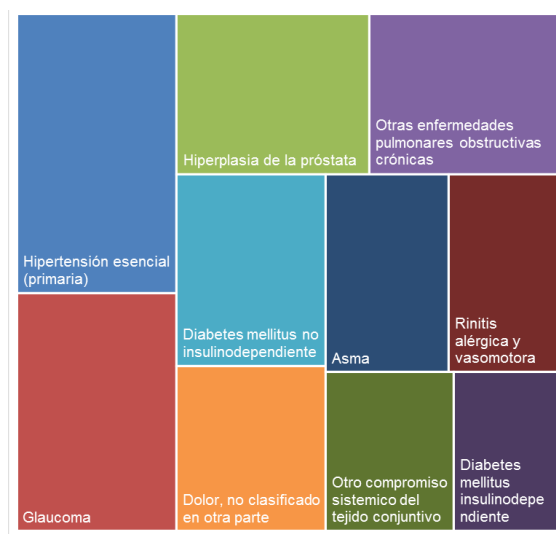 Hiperplasia de la próstata
Otras enfermedades
pulmonares obstructivas
crónicas
Hipertensión esencial
(primaria)
Diabetes mellitus no
insulinodependiente
Asma
Rinitis
alérgica y
vasomotora
Glaucoma
Dolor, no clasificado
en otra parte
Otro compromiso
sistemico del
tejido conjuntivo
Diabetes
mellitus
insulinodepe
ndiente